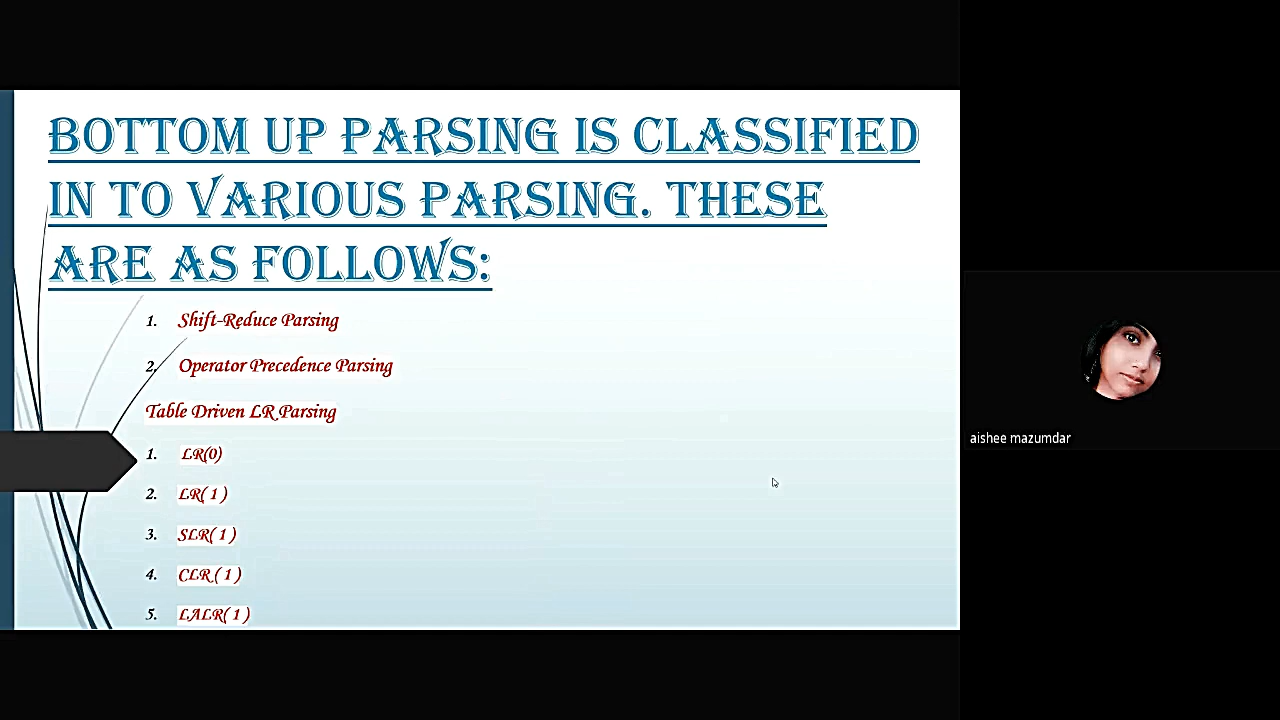 BOTTOM UP PARSING IS CLASSIFIED
IN TO VARIOUS PARSING. THESE
ARE AS FOLLOWS:
1. Shift-Reduce Parsing
2. Operator Precedence Parsing
Table Driven LR Parsing
1. LR(0)
2. LR( 1 )
3. SLR( 1 )
4. CLR ( 1 )
5. LALR( 1 )
aishee mazumdar